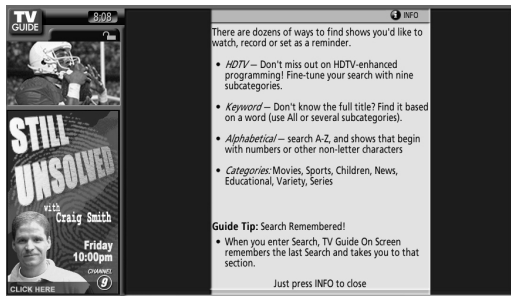 TV
GUIDE
8:08
STILL
UNSOLVED
with
Craig Smith
Friday
10:00pm
CHANNEL
9
CLICK HERE
i INFO
There are dozens of ways to find shows you'd like to
watch, record or set as a reminder.
• HDTV — Don't miss out on HDTV-enhanced
programming! Fine-tune your search with nine
subcategories.
• Keyword — Don't know the full title? Find it based
on a word (use All or several subcategories).
• Alphabetical — search A-Z, and shows that begin
with numbers or other non-letter characters
• Categories: Movies, Sports, Children, News,
Educational, Variety, Series
Guide Tip: Search Remembered!
• When you enter Search, TV Guide On Screen
remembers the last Search and takes you to that
section.
Just press INFO to close